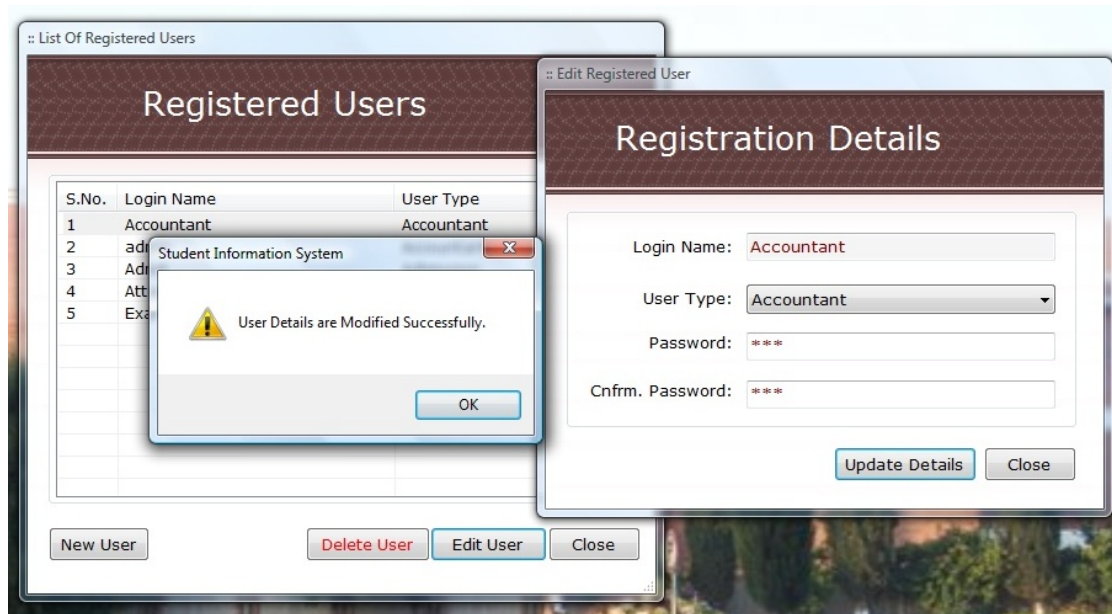 :: List Of Registered Users
Registered Users
S.No. Login Name User Type
1 Accountant Accountant
2
3
4
5
Student Information System
User Details are Modified Successfully.
OK
New User Delete User Edit User Close
:: Edit Registered User
Registration Details
Login Name: Accountant
User Type: Accountant
Password: ***
Cnfrm. Password: ***
Update Details Close